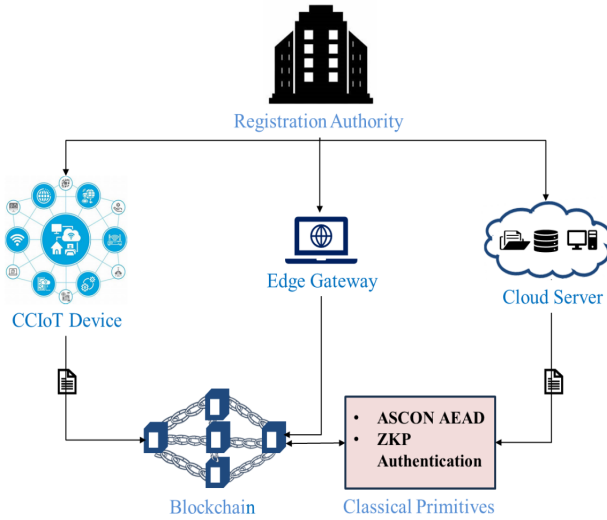 Registration Authority
CCIoT Device
Edge Gateway
Cloud Server
• ASCON AEAD
• ZKP
Authentication
Blockchain
Classical Primitives